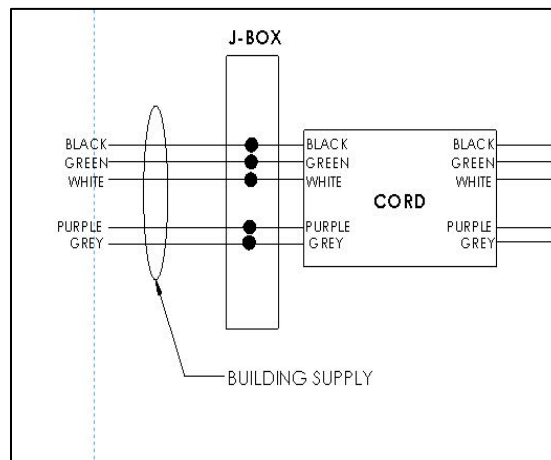 J-BOX
BLACK BLACK BLACK
GREEN GREEN GREEN
WHITE WHITE WHITE
CORD
PURPLE PURPLE PURPLE
GREY GREY GREY
BUILDING SUPPLY